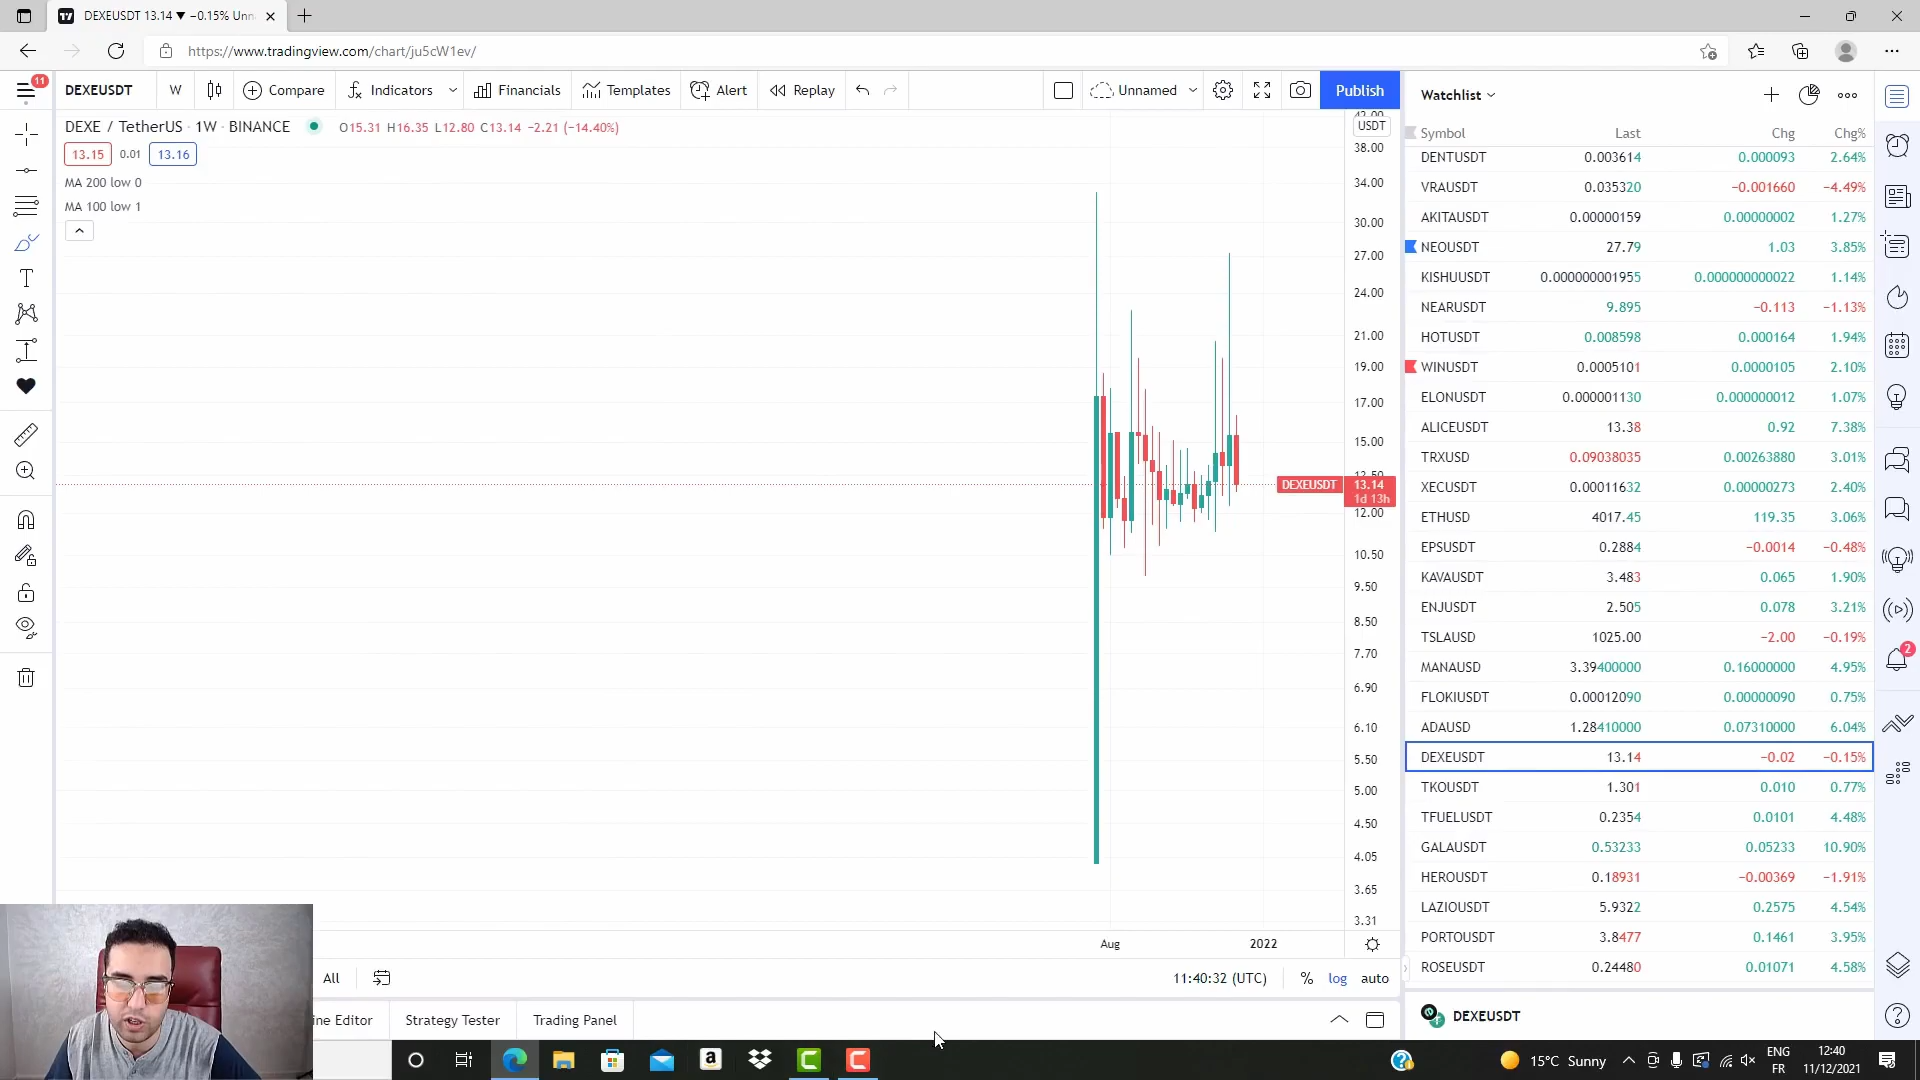 DEXEUSDT 13.14 ▼ −0.15% Unn
https://www.tradingview.com/chart/ju5cW1ev/
11
DEXEUSDT W Compare Indicators Financials Templates Alert Replay Unnamed Publish
DEXE / TetherUS · 1W · BINANCE O15.31 H16.35 L12.80 C13.14 −2.21 (−14.40%)
13.15 0.01 13.16
MA 200 low 0
MA 100 low 1
USDT
38.00
34.00
30.00
27.00
24.00
21.00
19.00
17.00
15.00
DEXEUSDT 13.14
1d 13h
12.00
10.50
9.50
8.50
7.70
6.90
6.10
5.50
5.00
4.50
4.05
3.65
3.31
Aug 2022
All 11:40:32 (UTC) % log auto
ine Editor Strategy Tester Trading Panel
Watchlist
Symbol Last Chg Chg%
DENTUSDT 0.003614 0.000093 2.64%
VRAUSDT 0.035320 −0.001660 −4.49%
AKITAUSDT 0.00000159 0.00000002 1.27%
NEOUSDT 27.79 1.03 3.85%
KISHUUSDT 0.000000001955 0.000000000022 1.14%
NEARUSDT 9.895 −0.113 −1.13%
HOTUSDT 0.008598 0.000164 1.94%
WINUSDT 0.0005101 0.0000105 2.10%
ELONUSDT 0.000001130 0.000000012 1.07%
ALICEUSDT 13.38 0.92 7.38%
TRXUSD 0.09038035 0.00263880 3.01%
XECUSDT 0.00011632 0.00000273 2.40%
ETHUSD 4017.45 119.35 3.06%
EPSUSDT 0.2884 −0.0014 −0.48%
KAVAUSDT 3.483 0.065 1.90%
ENJUSDT 2.505 0.078 3.21%
TSLAUSD 1025.00 −2.00 −0.19%
MANAUSD 3.39400000 0.16000000 4.95%
FLOKIUSDT 0.00012090 0.00000090 0.75%
ADAUSD 1.28410000 0.07310000 6.04%
DEXEUSDT 13.14 −0.02 −0.15%
TKOUSDT 1.301 0.010 0.77%
TFUELUSDT 0.2354 0.0101 4.48%
GALAUSDT 0.53233 0.05233 10.90%
HEROUSDT 0.18931 −0.00369 −1.91%
LAZIOUSDT 5.9322 0.2575 4.54%
PORTOUSDT 3.8477 0.1461 3.95%
ROSEUSDT 0.24480 0.01071 4.58%
DEXEUSDT
2
15°C Sunny
ENG
FR
12:40
11/12/2021